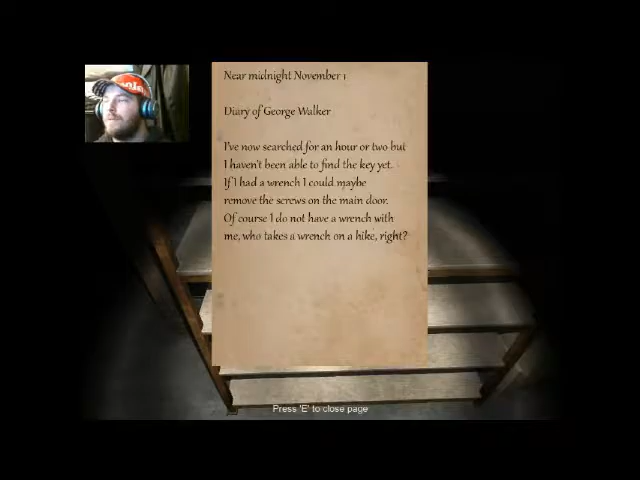 Near midnight November 1
Diary of George Walker
I've now searched for an hour or two but
I haven't been able to find the key yet.
If I had a wrench I could maybe
remove the screws on the main door.
Of course I do not have a wrench with
me, who takes a wrench on a hike, right?
Press 'E' to close page